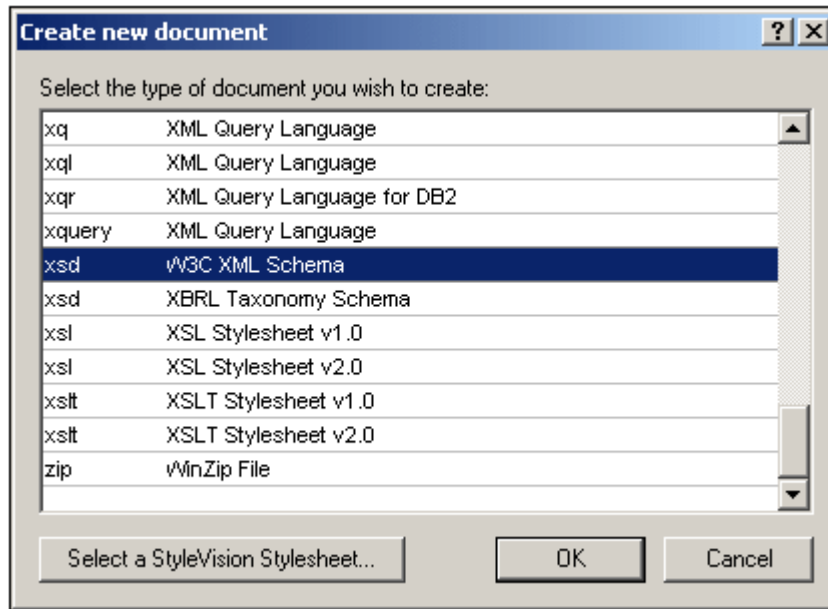 Create new document
Select the type of document you wish to create:
xq XML Query Language
xql XML Query Language
xqr XML Query Language for DB2
xquery XML Query Language
xsd W3C XML Schema
xsd XBRL Taxonomy Schema
xsl XSL Stylesheet v1.0
xsl XSL Stylesheet v2.0
xslt XSLT Stylesheet v1.0
xslt XSLT Stylesheet v2.0
zip WinZip File
Select a StyleVision Stylesheet... OK Cancel